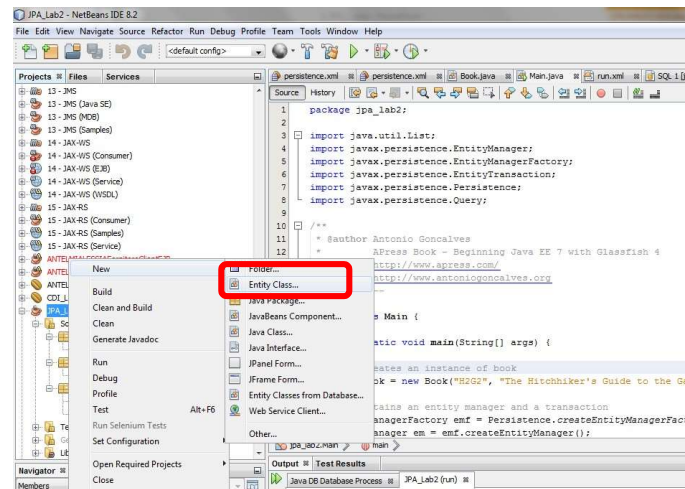 JPA_Lab2 - NetBeans IDE 8.2
File Edit View Navigate Source Refactor Run Debug Profile Team Tools Window Help
<default config>
Projects Files Services
persistence.xml persistence.xml Book.java Main.java run.xml SQL 1 [
Source History
13 - JMS
13 - JMS (Java SE)
13 - JMS (MDB)
13 - JMS (Samples)
14 - JAX-WS
14 - JAX-WS (Consumer)
14 - JAX-WS (EJB)
14 - JAX-WS (Service)
14 - JAX-WS (WSDL)
15 - JAX-RS
15 - JAX-RS (Consumer)
15 - JAX-RS (Samples)
15 - JAX-RS (Service)
1 package jpa_lab2;
2
3 import java.util.List;
4 import javax.persistence.EntityManager;
5 import javax.persistence.EntityManagerFactory;
6 import javax.persistence.EntityTransaction;
7 import javax.persistence.Persistence;
8 import javax.persistence.Query;
9
10 /**
11 * @author Antonio Goncalves
12 * APress Book - Beginning Java EE 7 with Glassfish 4
http://www.apress.com/
http://www.antoniogoncalves.org
--
s Main {
atic void main(String[] args) {
eates an instance of book
ok = new Book("H2G2", "The Hitchhiker's Guide to the Ga
tains an entity manager and a transaction
anagerFactory emf = Persistence.createEntityManagerFac
anager em = emf.createEntityManager();
New
Build
Clean and Build
Clean
Generate Javadoc
Run
Debug
Profile
Test Alt+F6
Run Selenium Tests
Set Configuration
Open Required Projects
Close
Folder...
Entity Class...
Java Package...
JavaBeans Component...
Java Class...
Java Interface...
JPanel Form...
JFrame Form...
Entity Classes from Database...
Web Service Client...
Other...
jpa_lab2.Main main
Navigator
Members
Output Test Results
Java DB Database Process JPA_Lab2 (run)